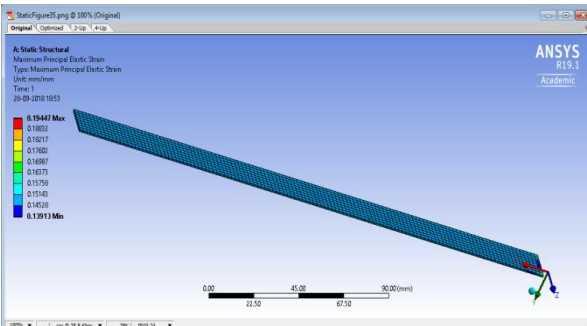 StaticFigure35.png @ 100% (Original)
Original Optimized 2-Up 4-Up
A: Static Structural
Maximum Principal Elastic Strain
Type: Maximum Principal Elastic Strain
Unit: mm/mm
Time: 1
28-09-2018 18:53
ANSYS
R19.1
Academic
0.19447 Max
0.18832
0.18217
0.17602
0.16987
0.16373
0.15758
0.15143
0.14528
0.13913 Min
0.00
45.00
90.00 (mm)
22.50
67.50
Y
Z
100%